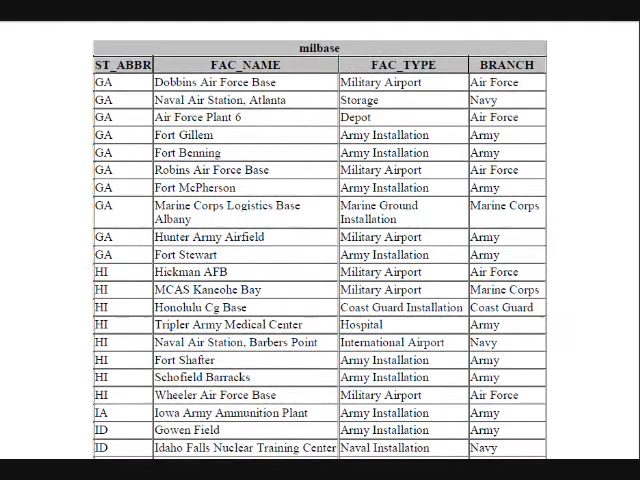 milbase
ST_ABBR FAC_NAME FAC_TYPE BRANCH
GA Dobbins Air Force Base Military Airport Air Force
GA Naval Air Station, Atlanta Storage Navy
GA Air Force Plant 6 Depot Air Force
GA Fort Gillem Army Installation Army
GA Fort Benning Army Installation Army
GA Robins Air Force Base Military Airport Air Force
GA Fort McPherson Army Installation Army
GA Marine Corps Logistics Base Marine Ground Marine Corps
Albany Installation
GA Hunter Army Airfield Military Airport Army
GA Fort Stewart Army Installation Army
HI Hickman AFB Military Airport Air Force
HI MCAS Kaneohe Bay Military Airport Marine Corps
HI Honolulu Cg Base Coast Guard Installation Coast Guard
HI Tripler Army Medical Center Hospital Army
HI Naval Air Station, Barbers Point International Airport Navy
HI Fort Shafter Army Installation Army
HI Schofield Barracks Army Installation Army
HI Wheeler Air Force Base Military Airport Air Force
IA Iowa Army Ammunition Plant Army Installation Army
ID Gowen Field Army Installation Army
ID Idaho Falls Nuclear Training Center Naval Installation Navy